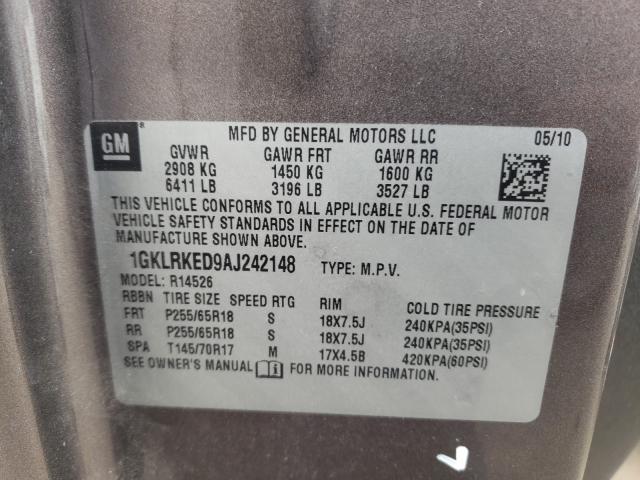 GM ® MFD BY GENERAL MOTORS LLC 05/10
GVWR GAWR FRT GAWR RR
2908 KG 1450 KG 1600 KG
6411 LB 3196 LB 3527 LB
THIS VEHICLE CONFORMS TO ALL APPLICABLE U.S. FEDERAL MOTOR
VEHICLE SAFETY STANDARDS IN EFFECT ON THE DATE OF
MANUFACTURE SHOWN ABOVE.
1GKLRKED9AJ242148 TYPE: M.P.V.
MODEL: R14526
RBBN TIRE SIZE SPEED RTG RIM COLD TIRE PRESSURE
FRT P255/65R18 S 18X7.5J 240KPA(35PSI)
RR P255/65R18 S 18X7.5J 240KPA(35PSI)
SPA T145/70R17 M 17X4.5B 420KPA(60PSI)
SEE OWNER'S MANUAL FOR MORE INFORMATION.